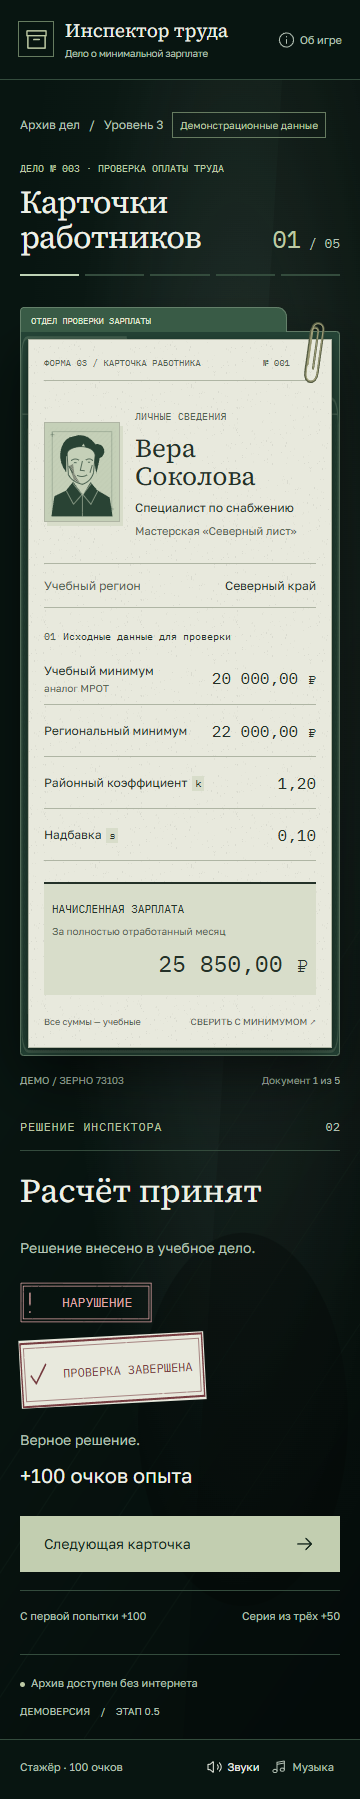 Инспектор труда
Дело о минимальной зарплате
Об игре
Архив дел / Уровень 3
Демонстрационные данные
ДЕЛО № 003 · ПРОВЕРКА ОПЛАТЫ ТРУДА
Карточки
работников
01 / 05
ОТДЕЛ ПРОВЕРКИ ЗАРПЛАТЫ
ФОРМА 03 / КАРТОЧКА РАБОТНИКА
№ 001
ЛИЧНЫЕ СВЕДЕНИЯ
Вера
Соколова
Специалист по снабжению
Мастерская «Северный лист»
Учебный регион
Северный край
01 Исходные данные для проверки
Учебный минимум
аналог МРОТ
20 000,00 ₽
Региональный минимум
22 000,00 ₽
Районный коэффициент k
1,20
Надбавка s
0,10
НАЧИСЛЕННАЯ ЗАРПЛАТА
За полностью отработанный месяц
25 850,00 ₽
Все суммы — учебные
СВЕРИТЬ С МИНИМУМОМ ↗
ДЕМО / ЗЕРНО 73103
Документ 1 из 5
РЕШЕНИЕ ИНСПЕКТОРА
02
Расчёт принят
Решение внесено в учебное дело.
! НАРУШЕНИЕ
ПРОВЕРКА ЗАВЕРШЕНА
Верное решение.
+100 очков опыта
Следующая карточка →
С первой попытки +100
Серия из трёх +50
Архив доступен без интернета
ДЕМОВЕРСИЯ / ЭТАП 0.5
Стажёр · 100 очков
Звуки
Музыка